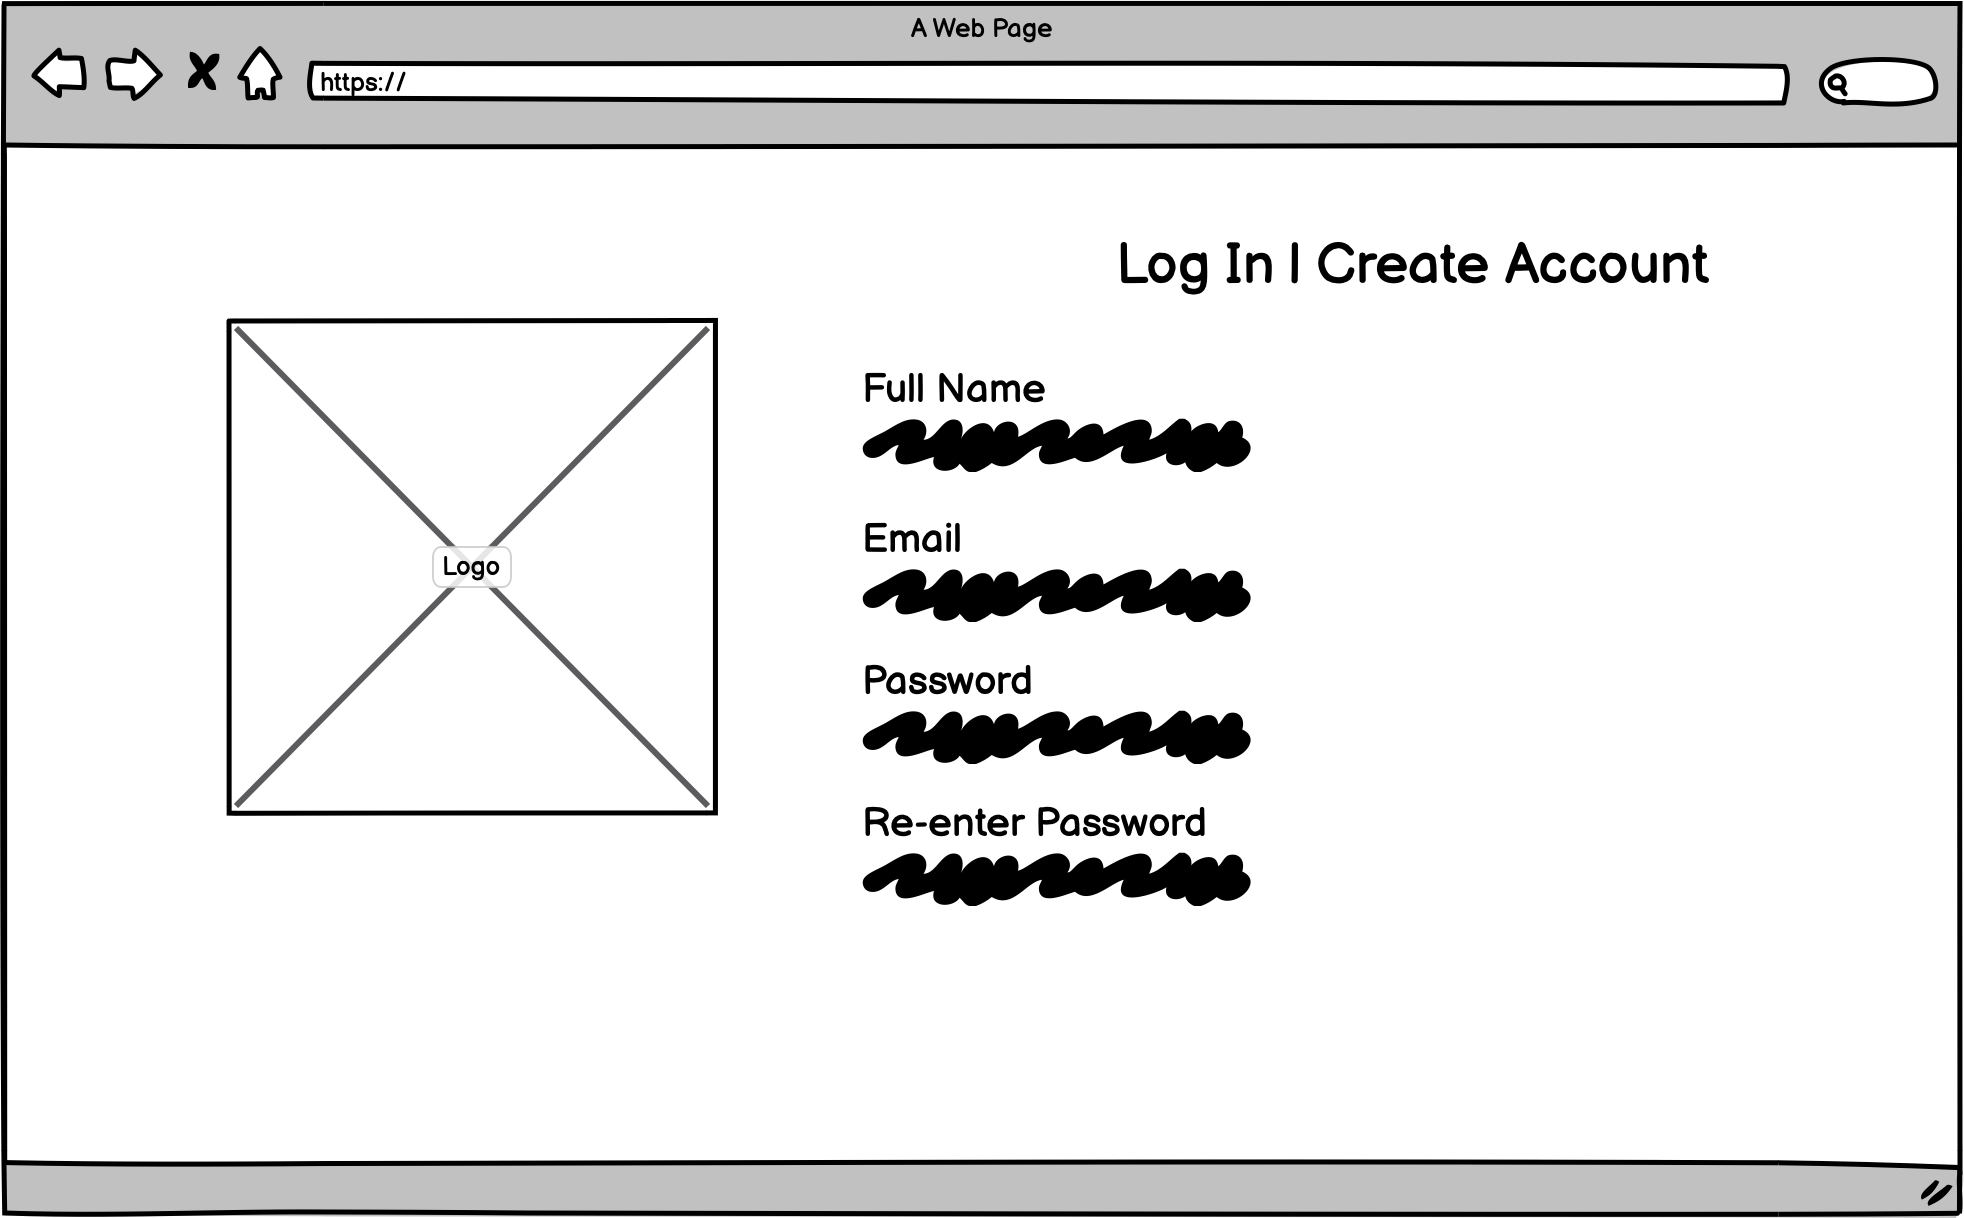 A Web Page
https://
Log In | Create Account
Logo
Full Name
Email
Password
Re-enter Password